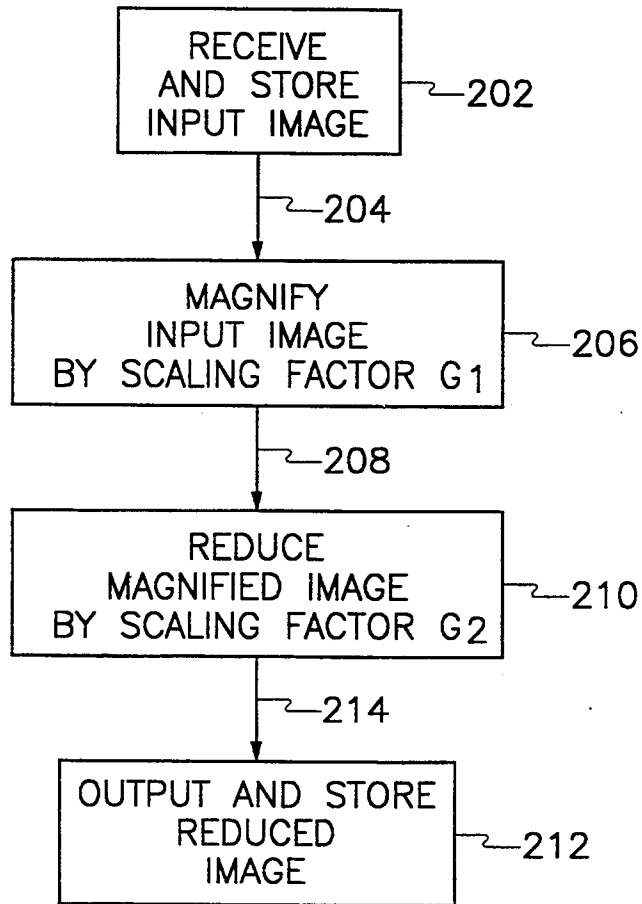 RECEIVE
AND STORE
INPUT IMAGE
202
204
MAGNIFY
INPUT IMAGE
BY SCALING FACTOR G1
206
208
REDUCE
MAGNIFIED IMAGE
BY SCALING FACTOR G2
210
214
OUTPUT AND STORE
REDUCED
IMAGE
212